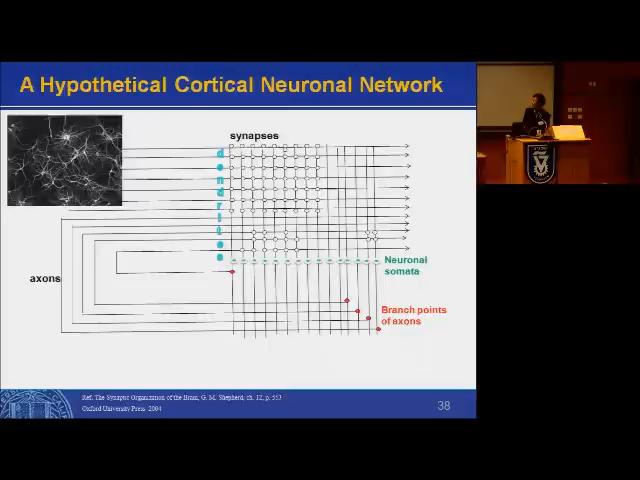 A Hypothetical Cortical Neuronal Network
synapses
dendrites
axons
Neuronal
somata
Branch points
of axons
Ref. The Synaptic Organization of the Brain, G. M. Shepherd, ch. 12, p. 553
Oxford University Press 2004
38